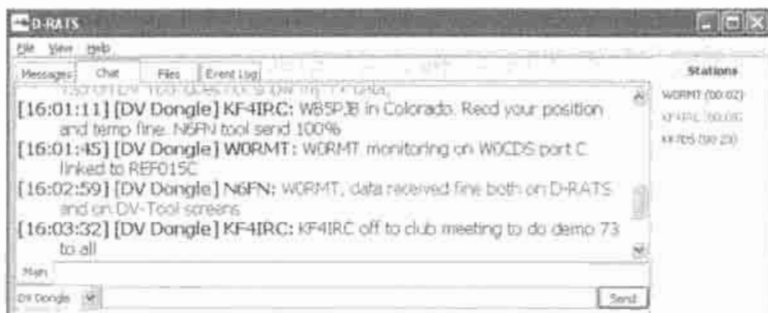 D-RATS
File View Help
Messages Chat Files Event Log
Stations
[16:01:11] [DV Dongle] KF4IRC: WB5PJB in Colorado. Recd your position
and temp fine. N6FN tool send 100%
[16:01:45] [DV Dongle] W0RMT: W0RMT monitoring on W0CDS port C
linked to REF015C
[16:02:59] [DV Dongle] N6FN: W0RMT, data received fine both on D-RATS
and on DV-Tool screens
[16:03:32] [DV Dongle] KF4IRC: KF4IRC off to club meeting to do demo 73
to all
W0RMT (00:02)
Main
DV Dongle
Send